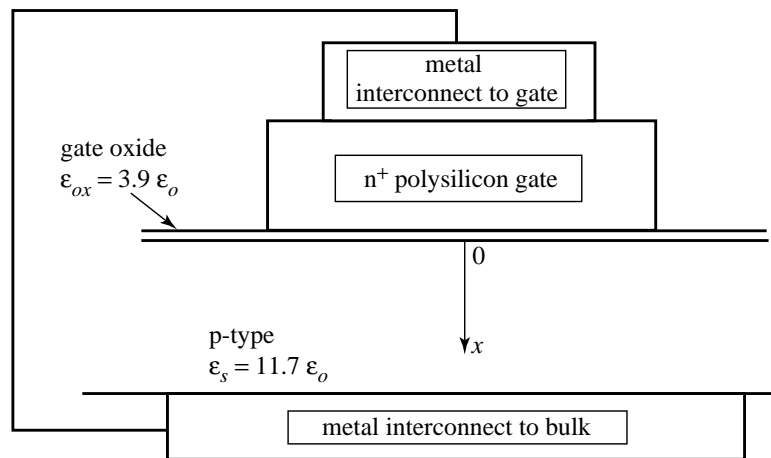 metal
interconnect to gate
gate oxide
ε_ox = 3.9 ε_o
n⁺ polysilicon gate
0
x
p-type
ε_s = 11.7 ε_o
metal interconnect to bulk